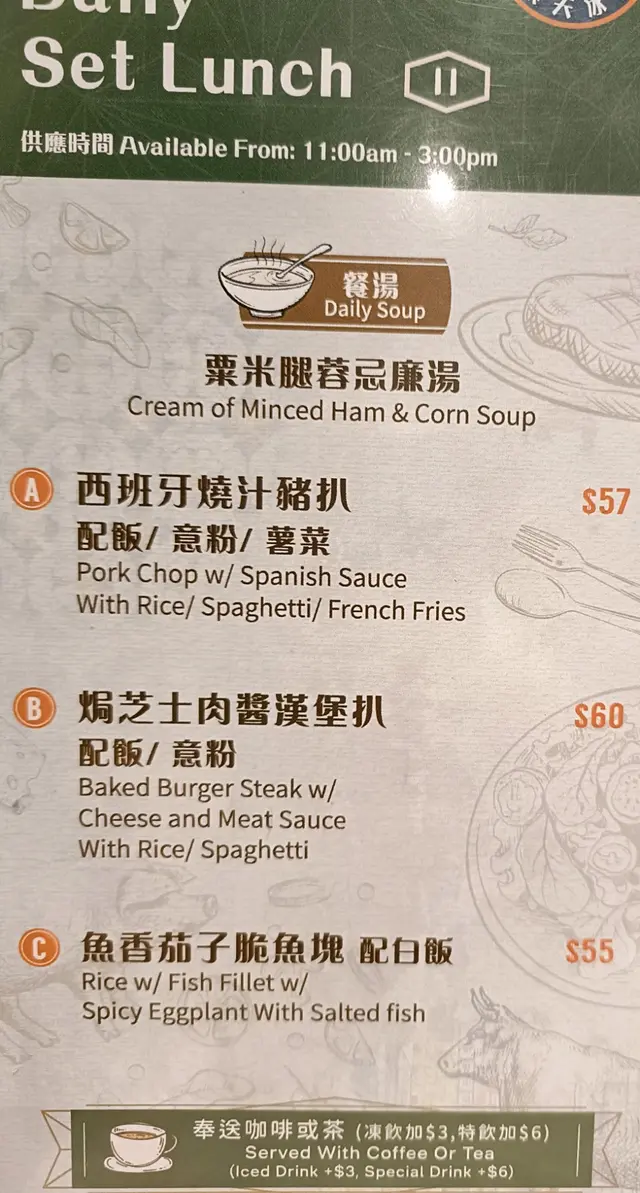 Daily
Set Lunch
供應時間 Available From: 11:00am - 3:00pm
餐湯
Daily Soup
粟米腿蓉忌廉湯
Cream of Minced Ham & Corn Soup
A 西班牙燒汁豬扒 $57
配飯/ 意粉/ 薯菜
Pork Chop w/ Spanish Sauce
With Rice/ Spaghetti/ French Fries
B 焗芝士肉醬漢堡扒 $60
配飯/ 意粉
Baked Burger Steak w/
Cheese and Meat Sauce
With Rice/ Spaghetti
C 魚香茄子脆魚塊 配白飯 $55
Rice w/ Fish Fillet w/
Spicy Eggplant With Salted fish
奉送咖啡或茶 (凍飲加$3,特飲加$6)
Served With Coffee Or Tea
(Iced Drink +$3, Special Drink +$6)